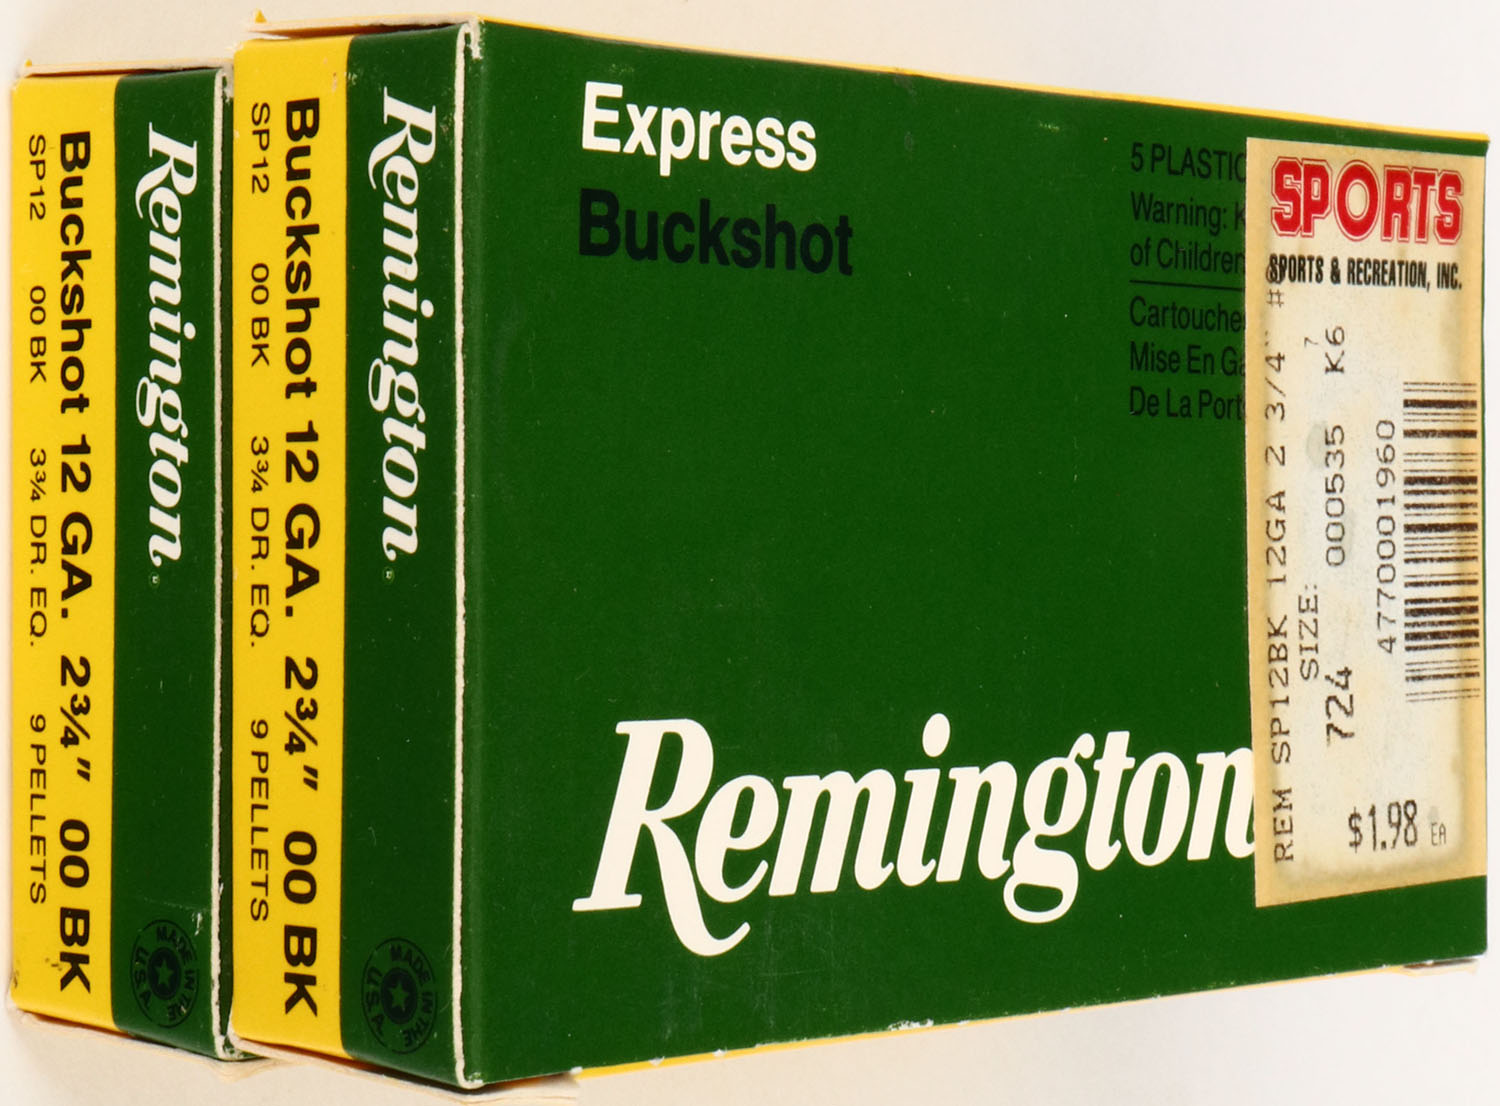 Remington
Buckshot 12 GA. 2¾" 00 BK
SP12 00 BK 3¾ DR. EQ. 9 PELLETS
MADE IN THE U.S.A.
Remington
Buckshot 12 GA. 2¾" 00 BK
SP12 00 BK 3¾ DR. EQ. 9 PELLETS
MADE IN THE U.S.A.
Express
Buckshot
5 PLASTIC
Warning:
of Children
Cartouche
Mise En
De La
Remington
SPORTS
SPORTS & RECREATION, INC.
REM SP12BK 12GA 2 3/4" #
SIZE:
724 000535 K6
7
4770001960
$1.98 EA